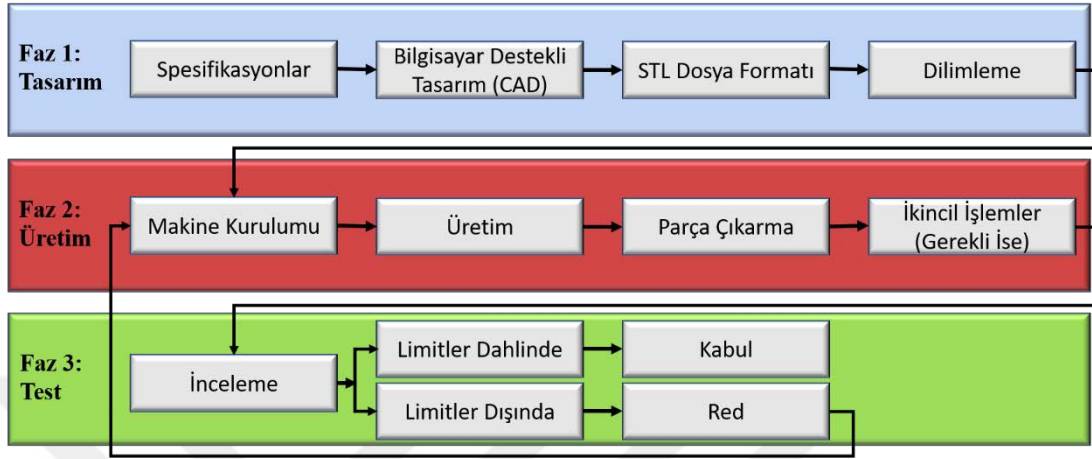 Faz 1:
Tasarım
Spesifikasyonlar
Bilgisayar Destekli
Tasarım (CAD)
STL Dosya Formatı
Dilimleme
Faz 2:
Üretim
Makine Kurulumu
Üretim
Parça Çıkarma
İkincil İşlemler
(Gerekli İse)
Faz 3:
Test
İnceleme
Limitler Dahlinde
Kabul
Limitler Dışında
Red